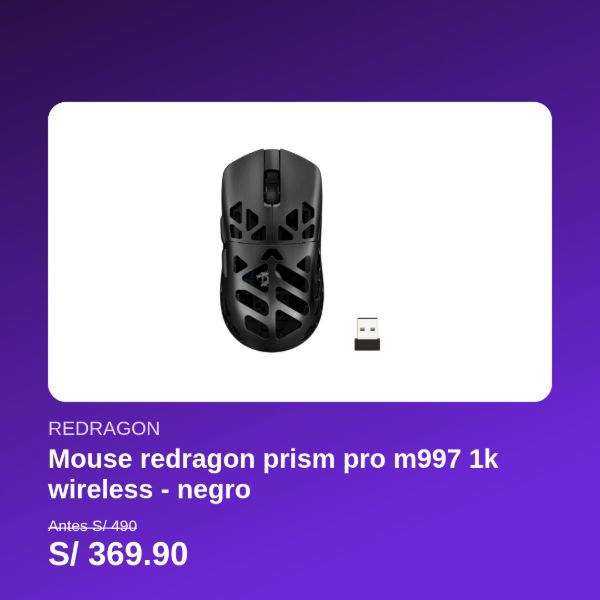 REDRAGON
Mouse redragon prism pro m997 1k
wireless - negro
Antes S/ 490
S/ 369.90